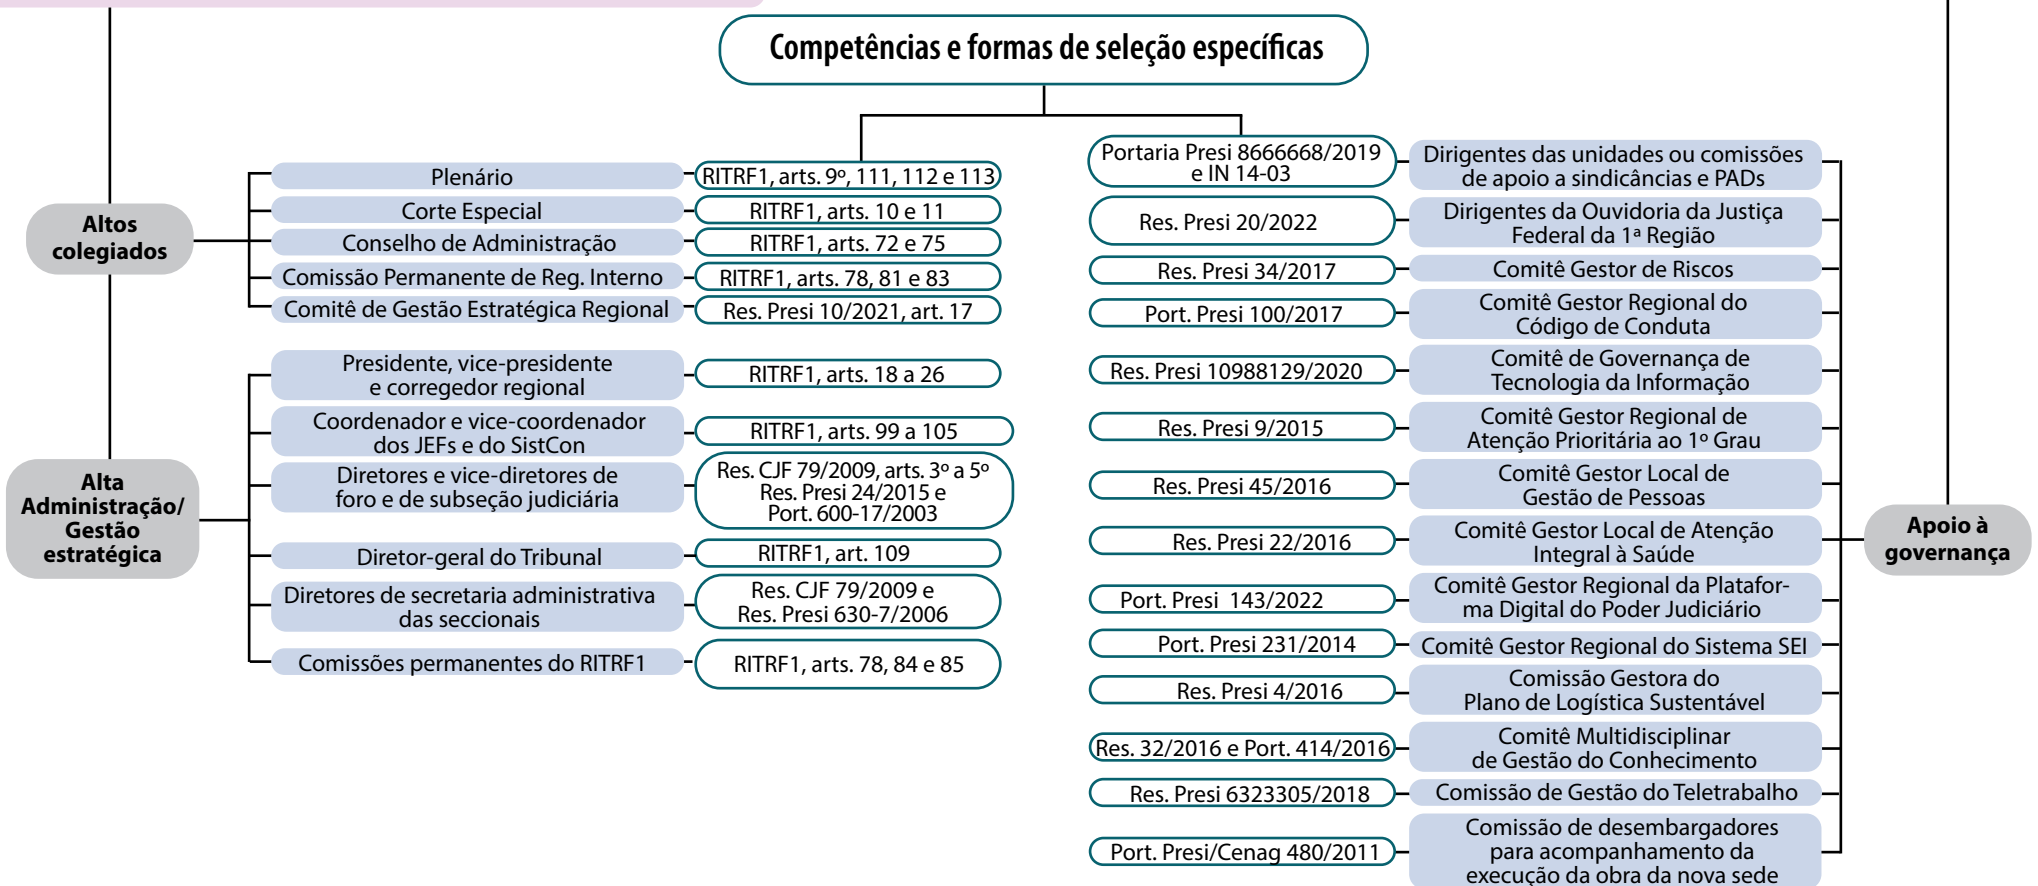 Competências e formas de seleção específicas
Altos
colegiados
Plenário
RITRF1, arts. 9º, 111, 112 e 113
Corte Especial
RITRF1, arts. 10 e 11
Conselho de Administração
RITRF1, arts. 72 e 75
Comissão Permanente de Reg. Interno
RITRF1, arts. 78, 81 e 83
Comitê de Gestão Estratégica Regional
Res. Presi 10/2021, art. 17
Alta
Administração/
Gestão
estratégica
Presidente, vice-presidente
e corregedor regional
RITRF1, arts. 18 a 26
Coordenador e vice-coordenador
dos JEFs e do SistCon
RITRF1, arts. 99 a 105
Diretores e vice-diretores de
foro e de subseção judiciária
Res. CJF 79/2009, arts. 3º a 5º
Res. Presi 24/2015 e
Port. 600-17/2003
Diretor-geral do Tribunal
RITRF1, art. 109
Diretores de secretaria administrativa
das seccionais
Res. CJF 79/2009 e
Res. Presi 630-7/2006
Comissões permanentes do RITRF1
RITRF1, arts. 78, 84 e 85
Portaria Presi 8666668/2019
e IN 14-03
Dirigentes das unidades ou comissões
de apoio a sindicâncias e PADs
Res. Presi 20/2022
Dirigentes da Ouvidoria da Justiça
Federal da 1ª Região
Res. Presi 34/2017
Comitê Gestor de Riscos
Port. Presi 100/2017
Comitê Gestor Regional do
Código de Conduta
Res. Presi 10988129/2020
Comitê de Governança de
Tecnologia da Informação
Res. Presi 9/2015
Comitê Gestor Regional de
Atenção Prioritária ao 1º Grau
Res. Presi 45/2016
Comitê Gestor Local de
Gestão de Pessoas
Res. Presi 22/2016
Comitê Gestor Local de Atenção
Integral à Saúde
Port. Presi 143/2022
Comitê Gestor Regional da Platafor-
ma Digital do Poder Judiciário
Port. Presi 231/2014
Comitê Gestor Regional do Sistema SEI
Res. Presi 4/2016
Comissão Gestora do
Plano de Logística Sustentável
Res. 32/2016 e Port. 414/2016
Comitê Multidisciplinar
de Gestão do Conhecimento
Res. Presi 6323305/2018
Comissão de Gestão do Teletrabalho
Port. Presi/Cenag 480/2011
Comissão de desembargadores
para acompanhamento da
execução da obra da nova sede
Apoio à
governança